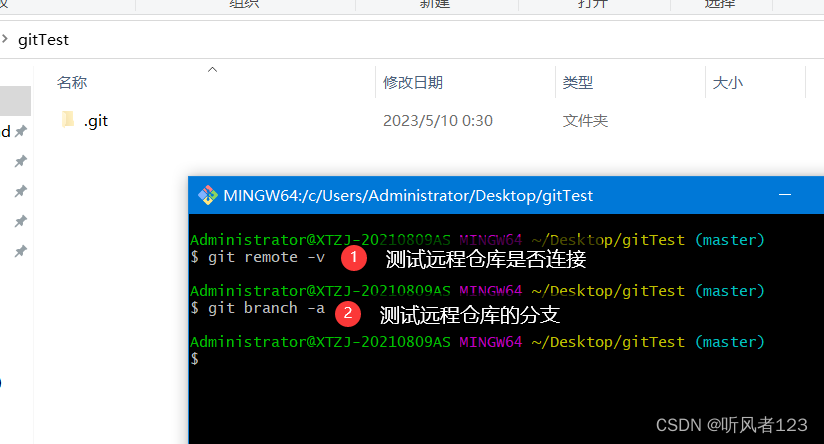 组织 新建 打开 选择
gitTest
名称 修改日期 类型 大小
.git 2023/5/10 0:30 文件夹
MINGW64:/c/Users/Administrator/Desktop/gitTest
Administrator@XTZJ-20210809AS MINGW64 ~/Desktop/gitTest (master)
$ git remote -v 1 测试远程仓库是否连接
Administrator@XTZJ-20210809AS MINGW64 ~/Desktop/gitTest (master)
$ git branch -a 2 测试远程仓库的分支
Administrator@XTZJ-20210809AS MINGW64 ~/Desktop/gitTest (master)
$
CSDN @听风者123